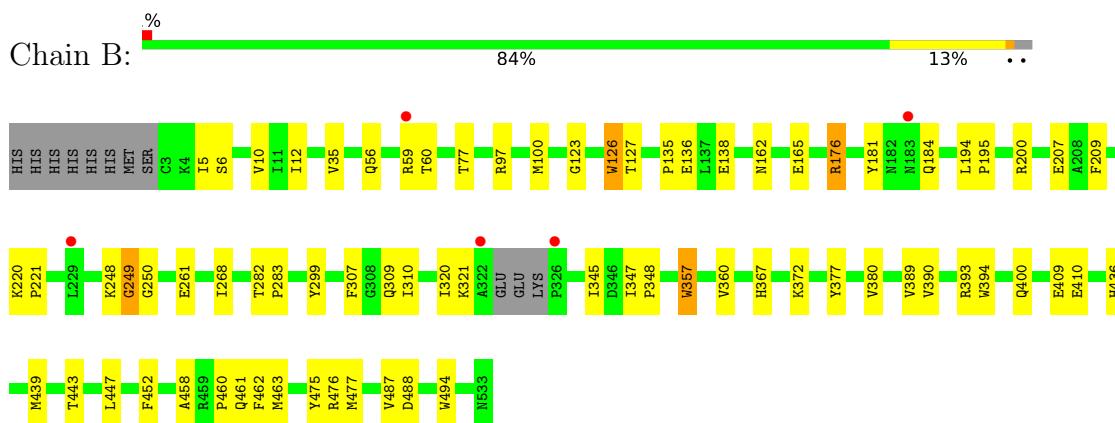 .%
Chain B:
84% 13% • •
HIS HIS HIS HIS HIS HIS MET SER C3 K4 I5 S6 V10 I11 I12 V35 Q56 R59 T60 T77 R97 M100 G123 W126 T127 P135 E136 L137 E138 N162 E165 R176 Y181 N182 N183 Q184 L194 P195 R200 E207 A208 F209
K220 P221 L229 K248 G249 G250 E261 I268 T282 P283 Y299 F307 G308 Q309 I310 I320 K321 A322 GLU GLU LYS P326 I345 D346 I347 P348 W357 V360 H367 K372 Y377 V380 V389 V390 R393 W394 Q400 E409 E410 H436
M439 T443 L447 F452 A458 R459 P460 Q461 F462 M463 Y475 R476 M477 V487 D488 W494 N533